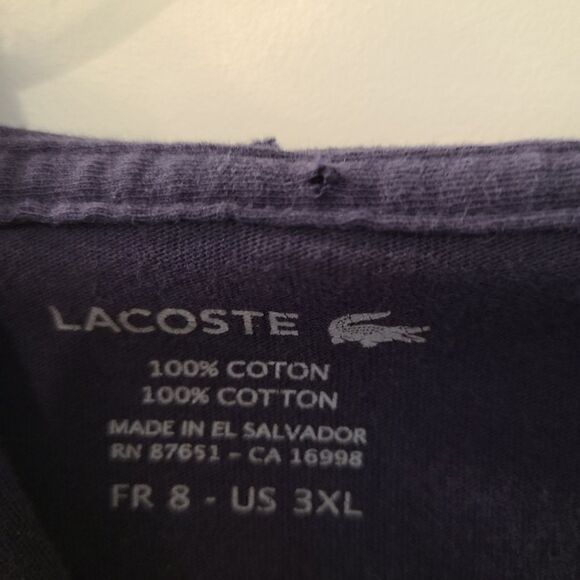 LACOSTE
100% COTON
100% COTTON
MADE IN EL SALVADOR
RN 87651 - CA 16998
FR 8 - US 3XL